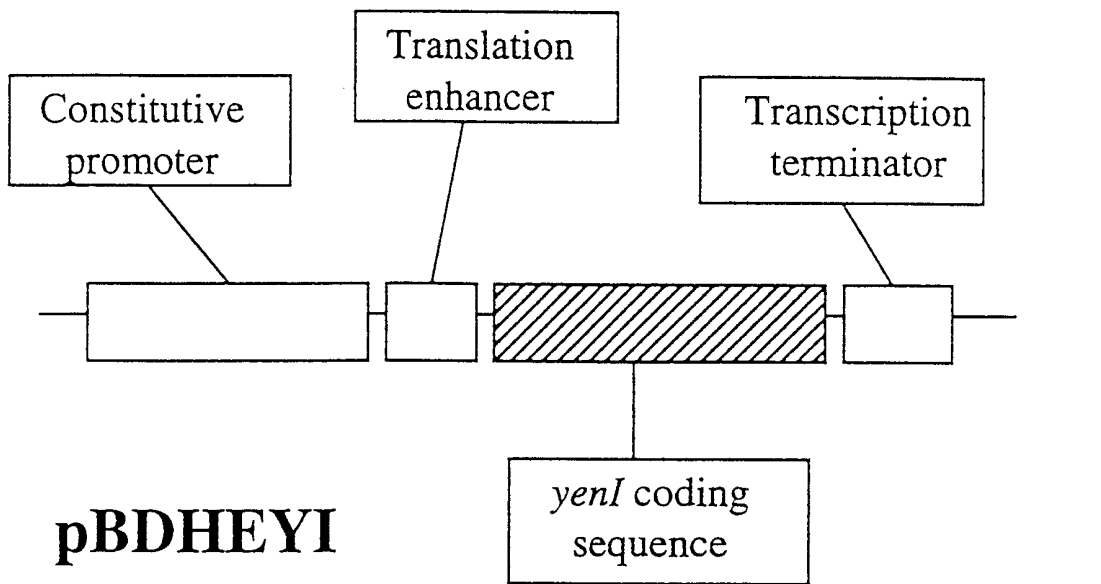 Constitutive
promoter
Translation
enhancer
Transcription
terminator
yenI coding
sequence
pBDHEYI